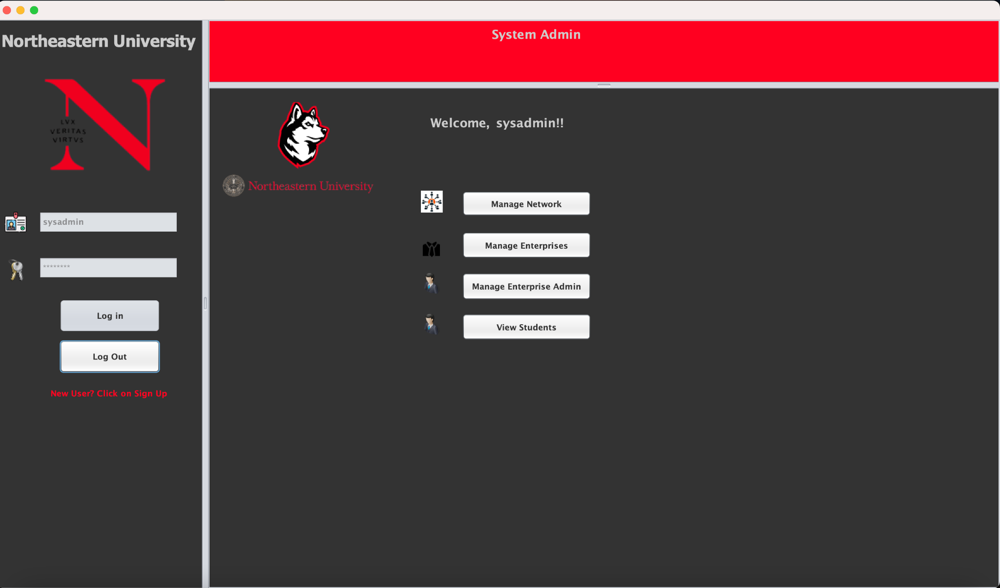 Northeastern University
LVX
VERITAS
VIRTVS
sysadmin
********
Log in
Log Out
New User? Click on Sign Up
System Admin
Welcome, sysadmin!!
Northeastern University
Manage Network
Manage Enterprises
Manage Enterprise Admin
View Students